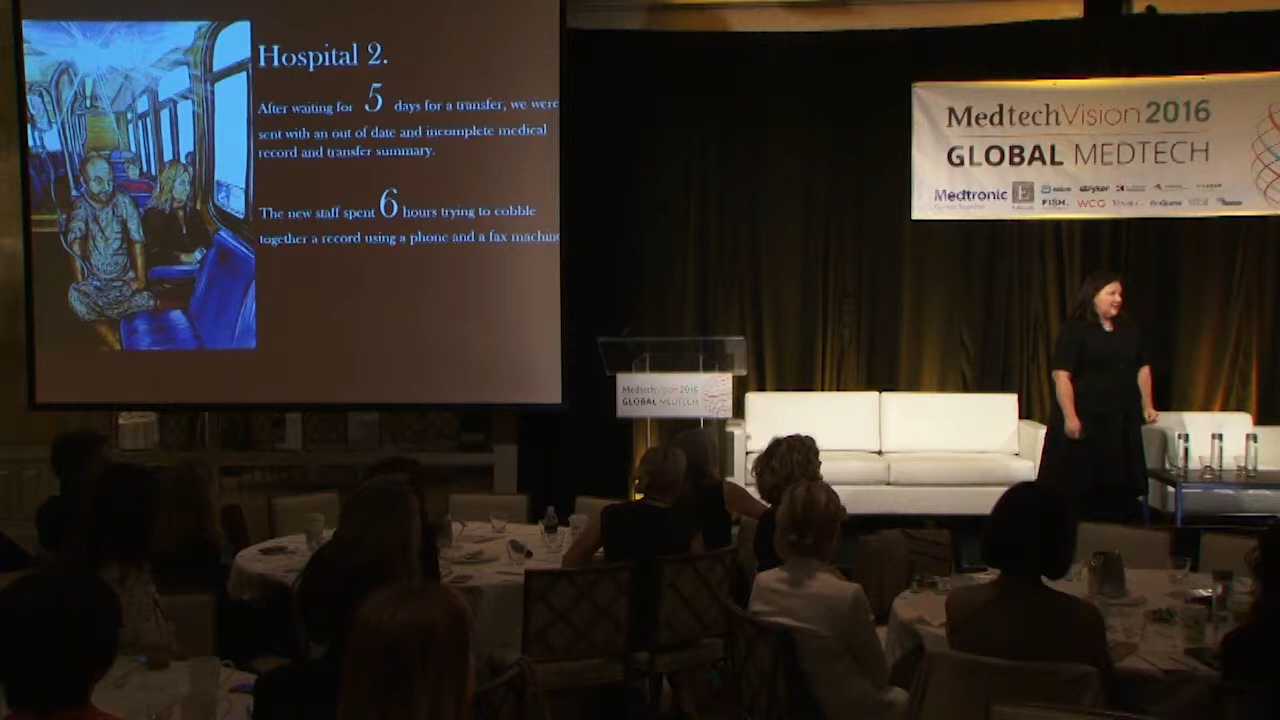 Hospital 2.
After waiting for 5 days for a transfer, we were
sent with an out of date and incomplete medical
record and transfer summary.
The new staff spent 6 hours trying to cobble
together a record using a phone and a fax machine
MedtechVision 2016
GLOBAL MEDTECH
Medtronic
stryker
FISH.
WCG
MedtechVision 2016
GLOBAL MEDTECH